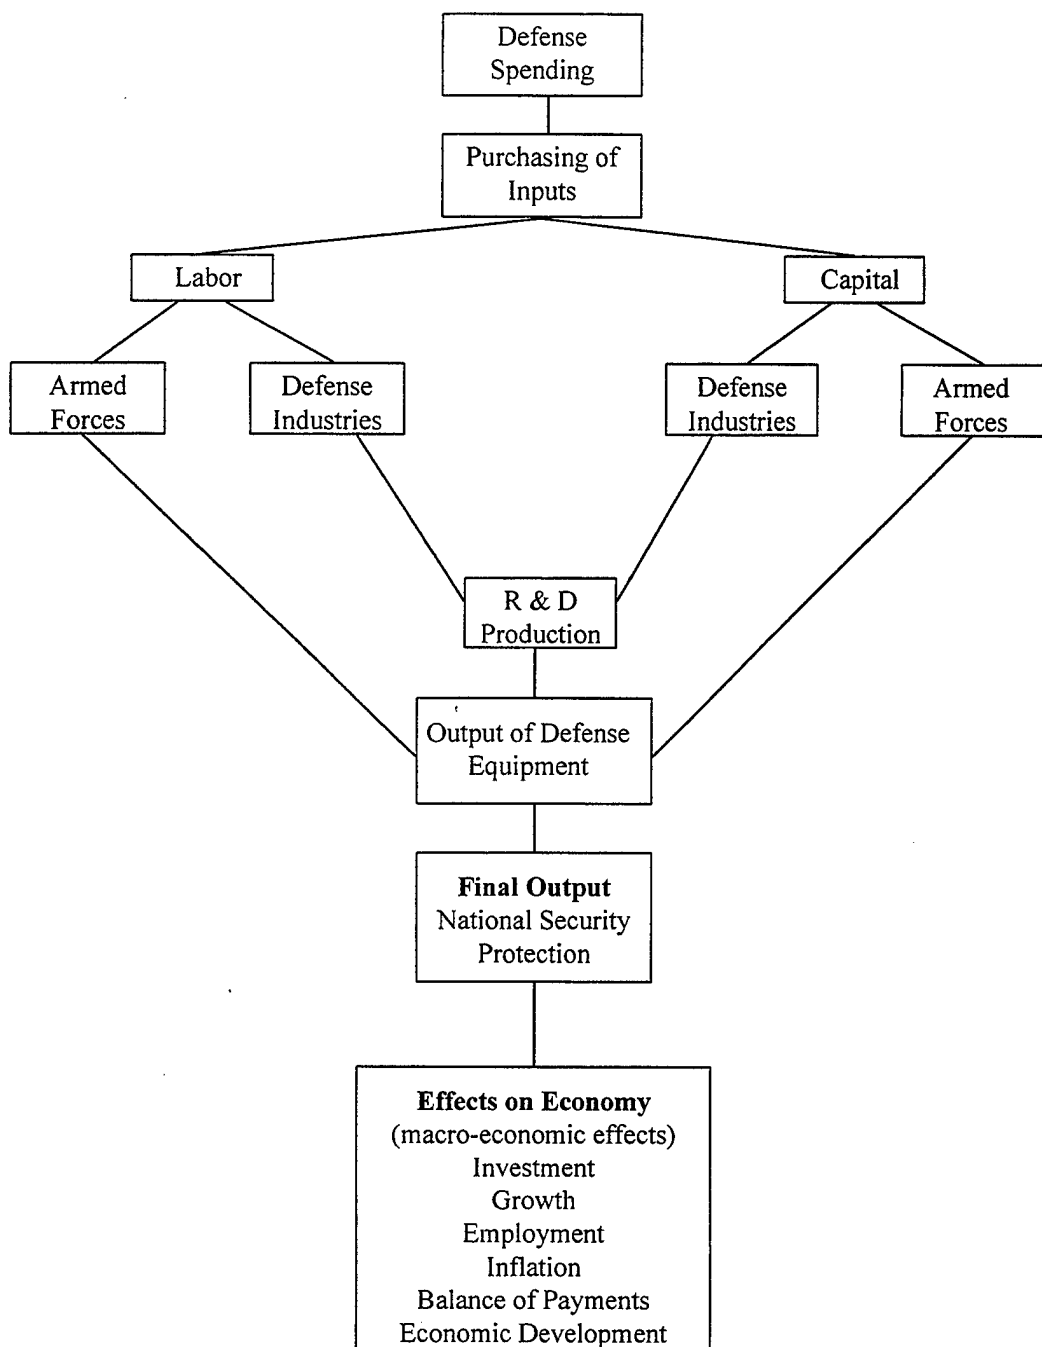 Defense
Spending
Purchasing of
Inputs
Labor
Capital
Armed
Forces
Defense
Industries
Defense
Industries
Armed
Forces
R & D
Production
Output of Defense
Equipment
Final Output
National Security
Protection
Effects on Economy
(macro-economic effects)
Investment
Growth
Employment
Inflation
Balance of Payments
Economic Development